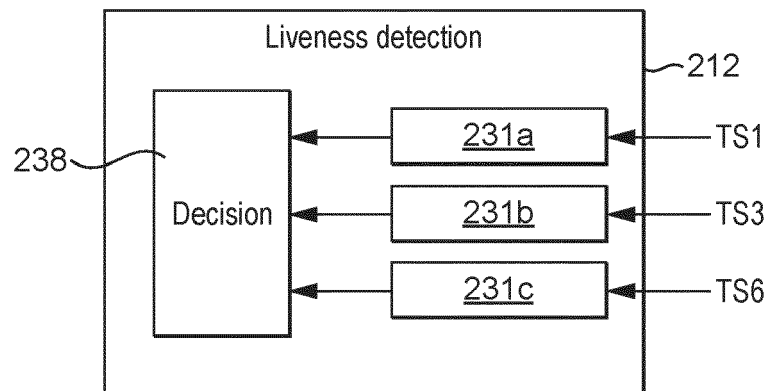 Liveness detection
212
231a
TS1
238
Decision
231b
TS3
231c
TS6